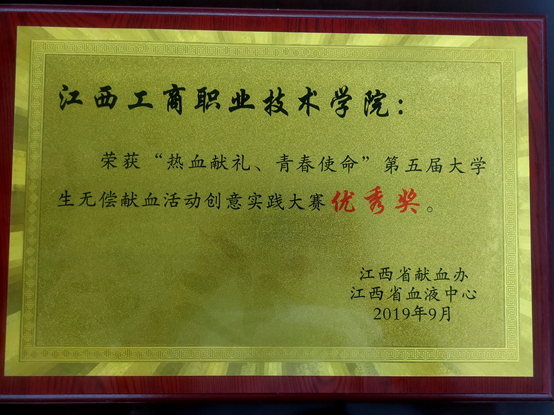 江西工商职业技术学院：
荣获“热血献礼、青春使命”第五届大学
生无偿献血活动创意实践大赛优秀奖。
江西省献血办
江西省血液中心
2019年9月